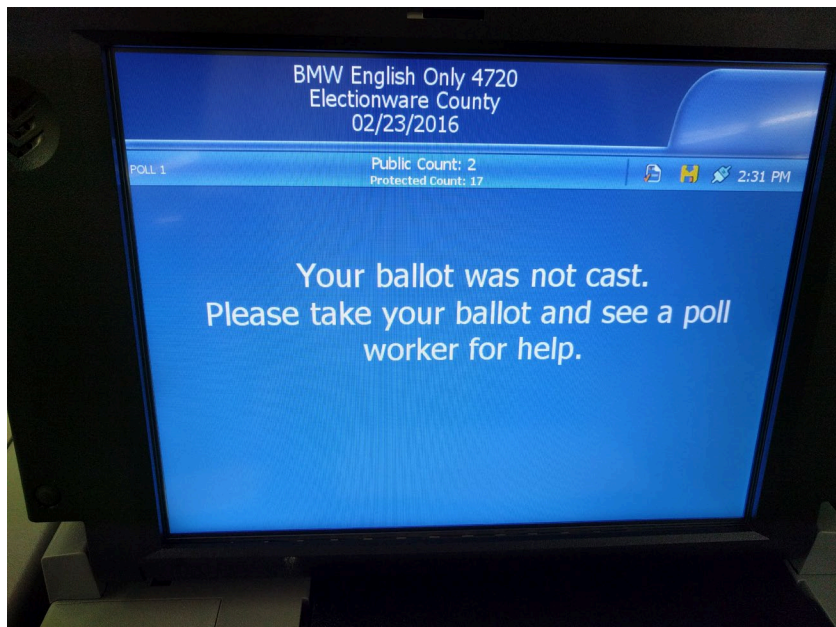 BMW English Only 4720
Electionware County
02/23/2016
POLL 1
Public Count: 2
Protected Count: 17
2:31 PM
Your ballot was not cast.
Please take your ballot and see a poll
worker for help.